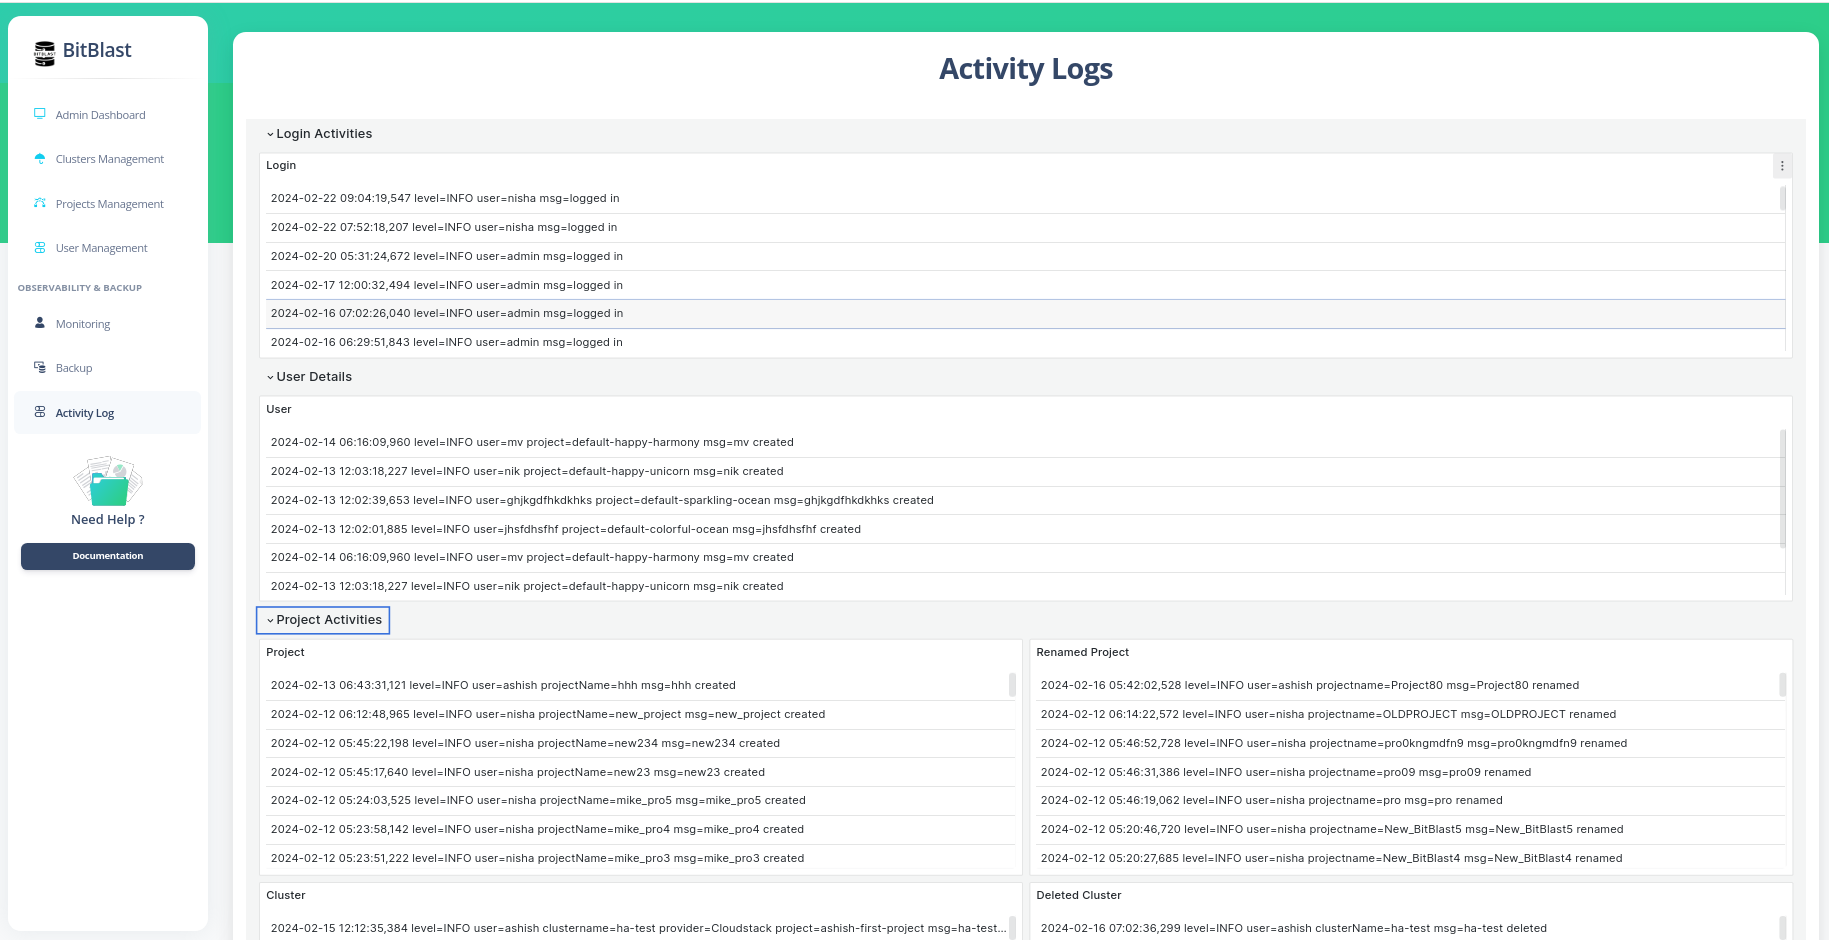 BitBlast
Admin Dashboard
Clusters Management
Projects Management
User Management
OBSERVABILITY & BACKUP
Monitoring
Backup
Activity Log
Need Help ?
Documentation
Activity Logs
Login Activities
Login
2024-02-22 09:04:19,547 level=INFO user=nisha msg=logged in
2024-02-22 07:52:18,207 level=INFO user=nisha msg=logged in
2024-02-20 05:31:24,672 level=INFO user=admin msg=logged in
2024-02-17 12:00:32,494 level=INFO user=admin msg=logged in
2024-02-16 07:02:26,040 level=INFO user=admin msg=logged in
2024-02-16 06:29:51,843 level=INFO user=admin msg=logged in
User Details
User
2024-02-14 06:16:09,960 level=INFO user=mv project=default-happy-harmony msg=mv created
2024-02-13 12:03:18,227 level=INFO user=nik project=default-happy-unicorn msg=nik created
2024-02-13 12:02:39,653 level=INFO user=ghjkgdfhkdkhks project=default-sparkling-ocean msg=ghjkgdfhkdkhks created
2024-02-13 12:02:01,885 level=INFO user=jhsfdhsfhf project=default-colorful-ocean msg=jhsfdhsfhf created
2024-02-14 06:16:09,960 level=INFO user=mv project=default-happy-harmony msg=mv created
2024-02-13 12:03:18,227 level=INFO user=nik project=default-happy-unicorn msg=nik created
Project Activities
Project
2024-02-13 06:43:31,121 level=INFO user=ashish projectName=hhh msg=hhh created
2024-02-12 06:12:48,965 level=INFO user=nisha projectName=new_project msg=new_project created
2024-02-12 05:45:22,198 level=INFO user=nisha projectName=new234 msg=new234 created
2024-02-12 05:45:17,640 level=INFO user=nisha projectName=new23 msg=new23 created
2024-02-12 05:24:03,525 level=INFO user=nisha projectName=mike_pro5 msg=mike_pro5 created
2024-02-12 05:23:58,142 level=INFO user=nisha projectName=mike_pro4 msg=mike_pro4 created
2024-02-12 05:23:51,222 level=INFO user=nisha projectName=mike_pro3 msg=mike_pro3 created
Renamed Project
2024-02-16 05:42:02,528 level=INFO user=ashish projectname=Project80 msg=Project80 renamed
2024-02-12 06:14:22,572 level=INFO user=nisha projectname=OLDPROJECT msg=OLDPROJECT renamed
2024-02-12 05:46:52,728 level=INFO user=nisha projectname=pro0kngmdfn9 msg=pro0kngmdfn9 renamed
2024-02-12 05:46:31,386 level=INFO user=nisha projectname=pro09 msg=pro09 renamed
2024-02-12 05:46:19,062 level=INFO user=nisha projectname=pro msg=pro renamed
2024-02-12 05:20:46,720 level=INFO user=nisha projectname=New_BitBlast5 msg=New_BitBlast5 renamed
2024-02-12 05:20:27,685 level=INFO user=nisha projectname=New_BitBlast4 msg=New_BitBlast4 renamed
Cluster
2024-02-15 12:12:35,384 level=INFO user=ashish clustername=ha-test provider=Cloudstack project=ashish-first-project msg=ha-test...
Deleted Cluster
2024-02-16 07:02:36,299 level=INFO user=ashish clusterName=ha-test msg=ha-test deleted